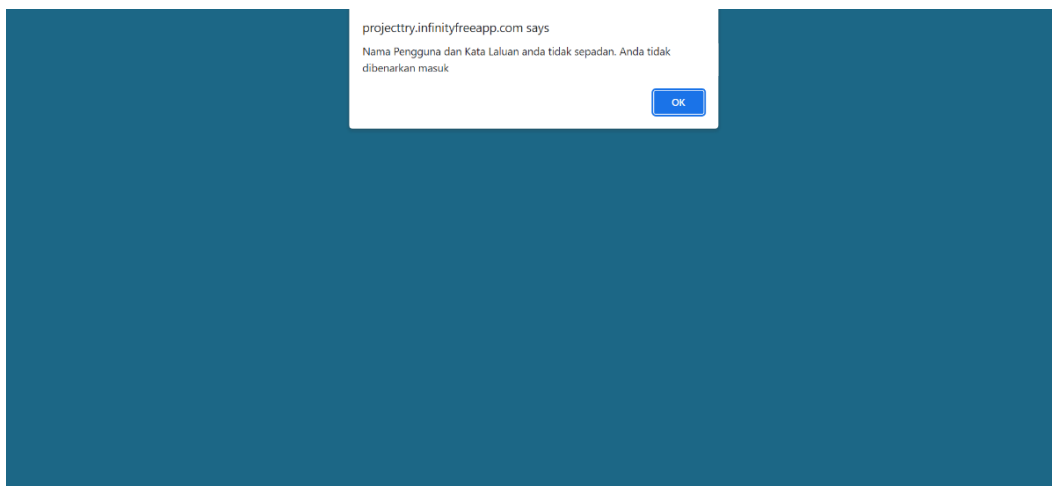 projecttry.infinityfreeapp.com says
Nama Pengguna dan Kata Laluan anda tidak sepadan. Anda tidak
dibenarkan masuk
OK